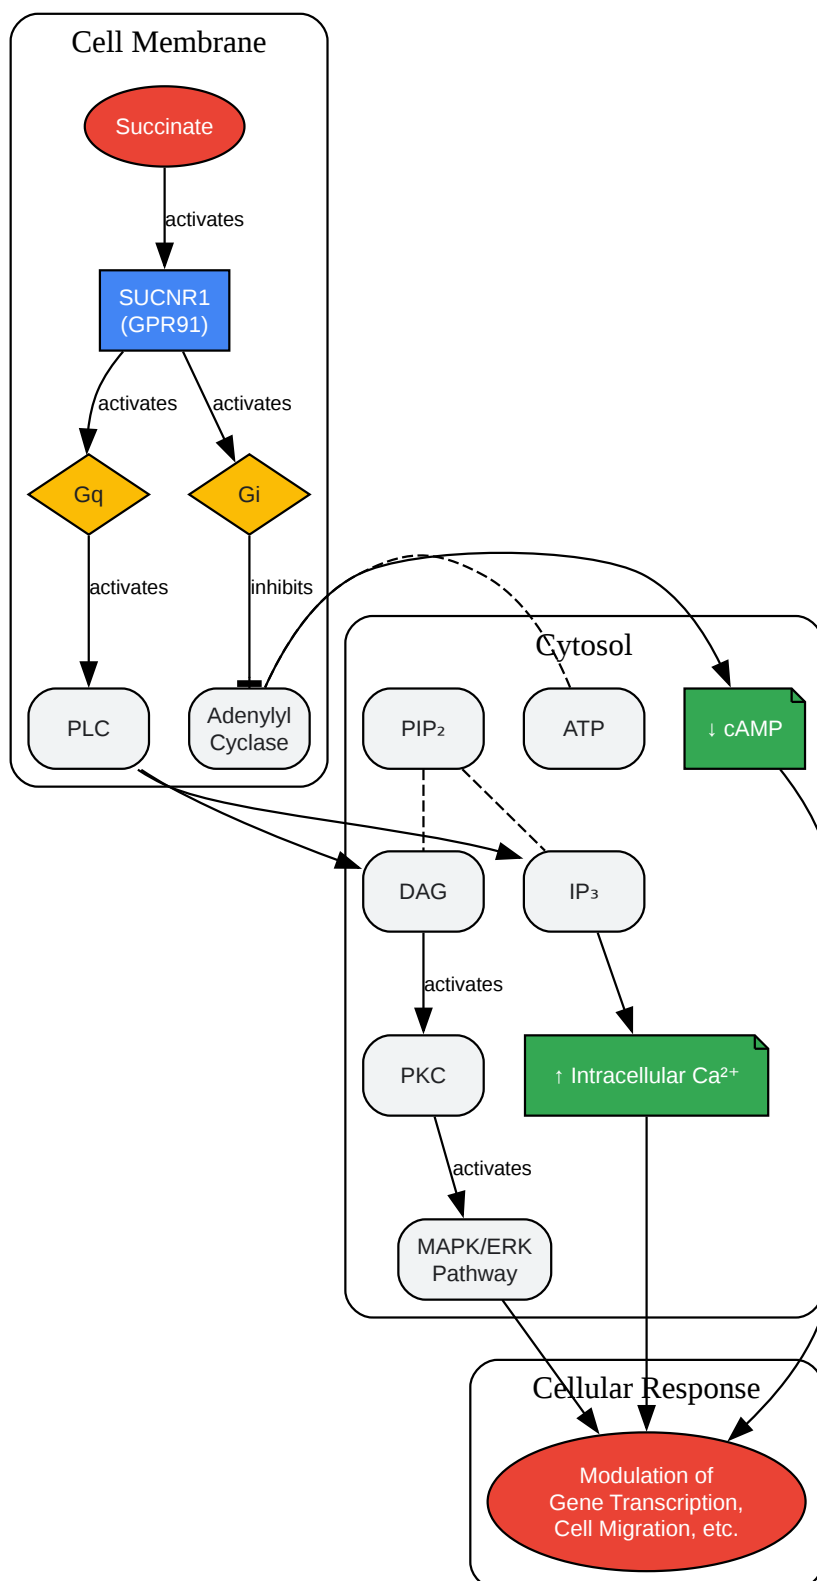 Cell Membrane
Succinate
activates
SUCNR1
(GPR91)
activates
activates
Gq
Gi
activates
inhibits
Cytosol
PLC
Adenylyl
Cyclase
PIP₂
ATP
↓ cAMP
DAG
IP₃
activates
PKC
↑ Intracellular Ca²⁺
activates
MAPK/ERK
Pathway
Cellular Response
Modulation of
Gene Transcription,
Cell Migration, etc.